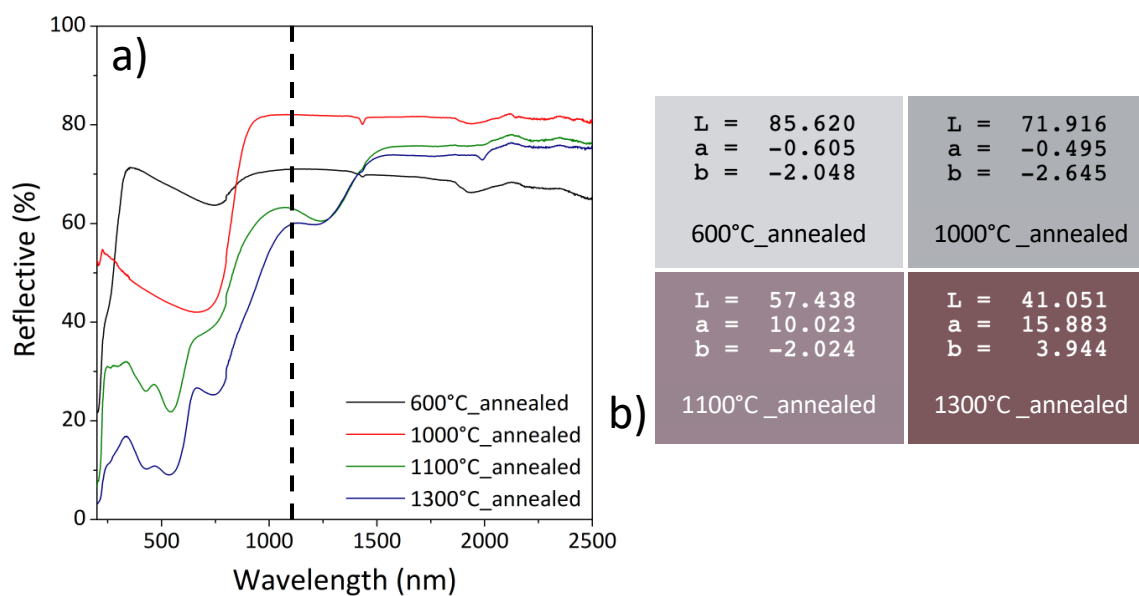 a)
100
80
60
40
20
0
Reflective (%)
500
1000
1500
2000
2500
Wavelength (nm)
600°C_annealed
1000°C_annealed
1100°C_annealed
1300°C_annealed
b)
L = 85.620
a = -0.605
b = -2.048
600°C_annealed
L = 71.916
a = -0.495
b = -2.645
1000°C _annealed
L = 57.438
a = 10.023
b = -2.024
1100°C _annealed
L = 41.051
a = 15.883
b = 3.944
1300°C _annealed